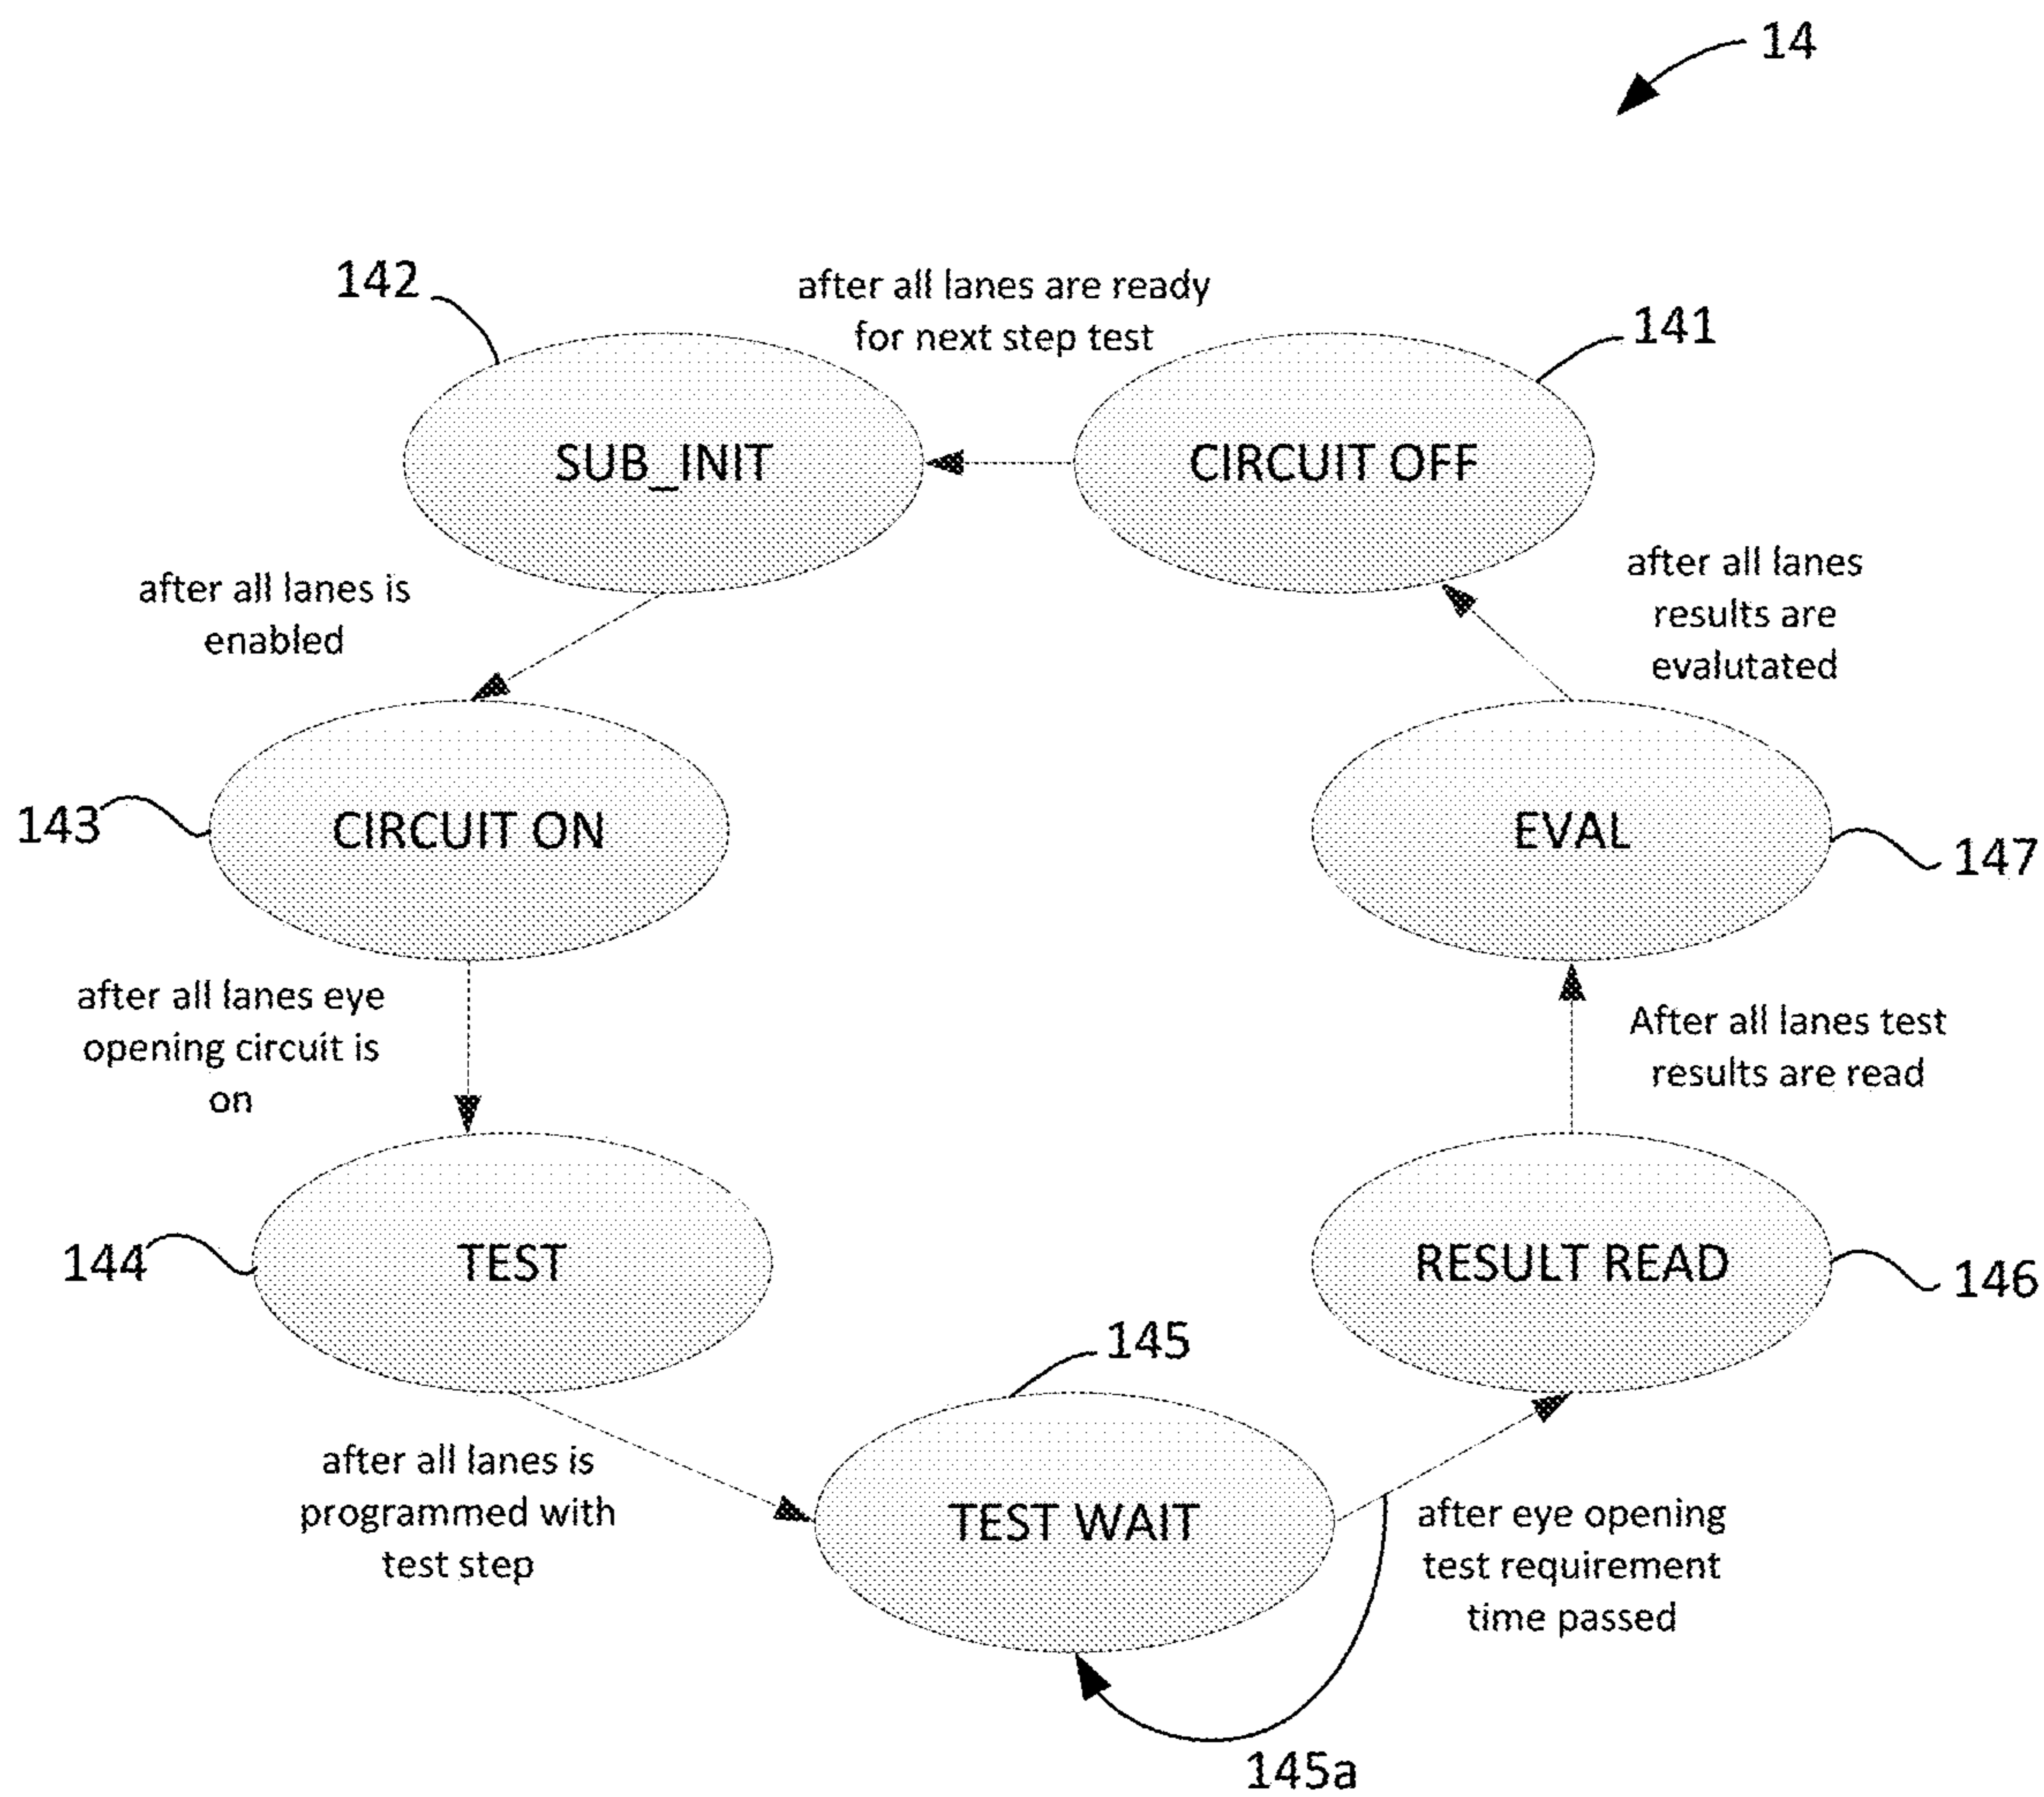 14
142
after all lanes are ready
for next step test
141
SUB_INIT
CIRCUIT OFF
after all lanes is
enabled
after all lanes
results are
evalutated
143
CIRCUIT ON
EVAL
147
after all lanes eye
opening circuit is
on
After all lanes test
results are read
144
TEST
RESULT READ
146
145
after all lanes is
programmed with
test step
TEST WAIT
after eye opening
test requirement
time passed
145a